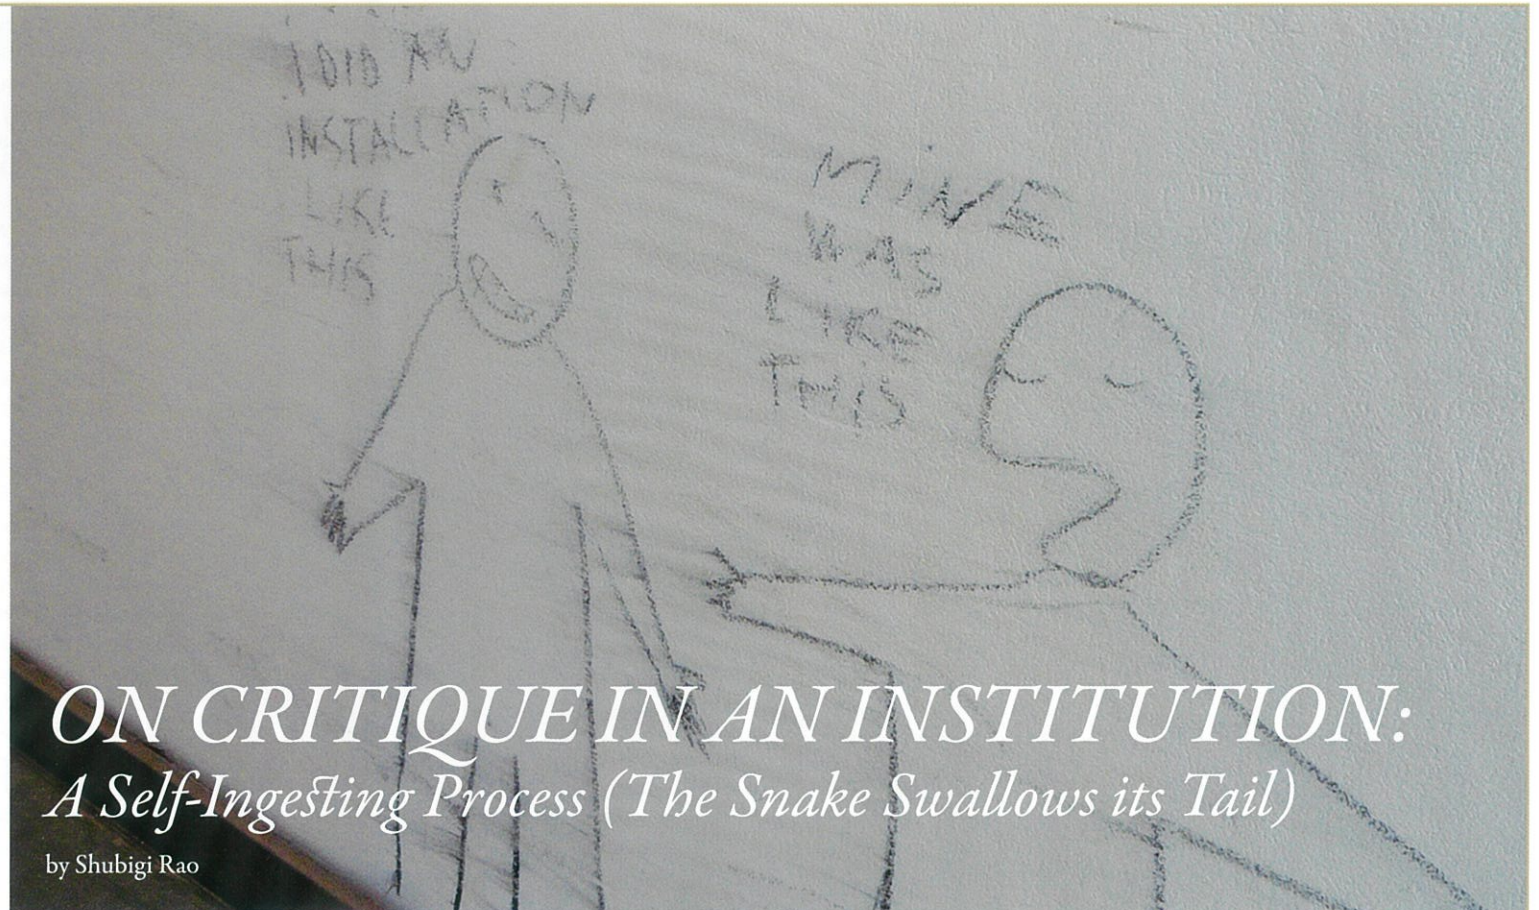 I DID AN
INSTALLATION
LIKE
THIS
MINE
WAS
LIKE
THIS
ON CRITIQUE IN AN INSTITUTION:
A Self-Ingesting Process (The Snake Swallows its Tail)
by Shubigi Rao